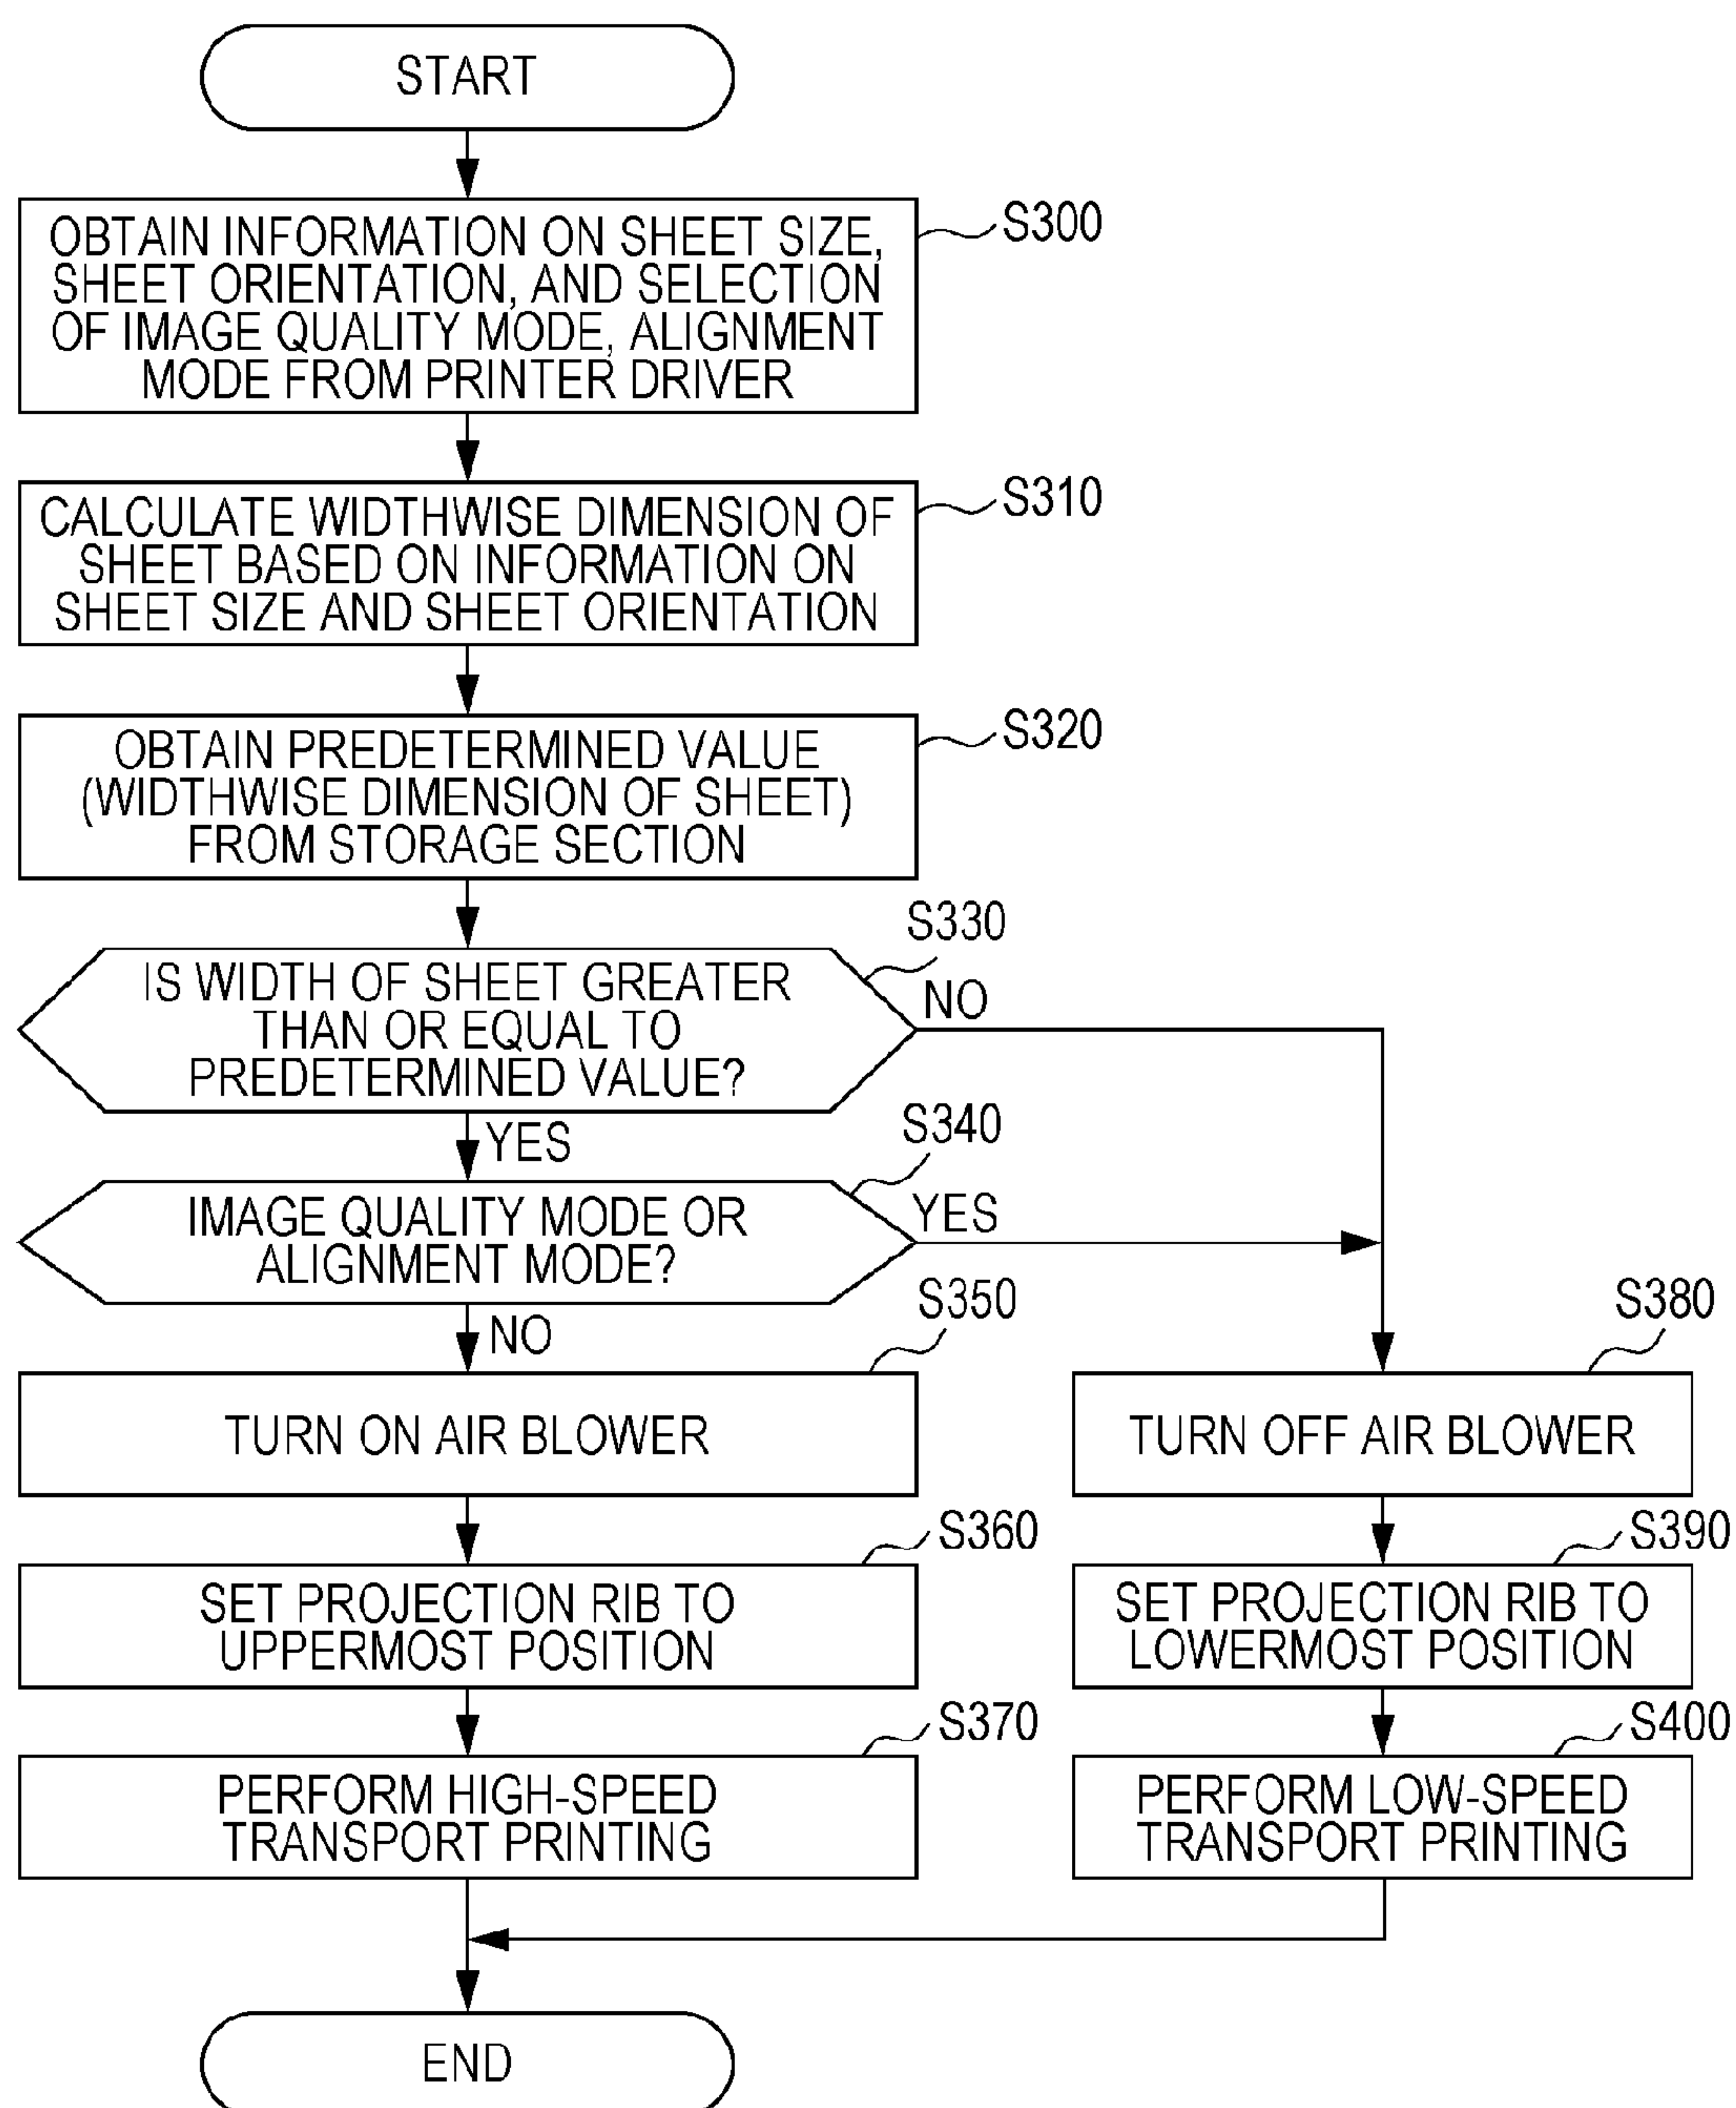 START
OBTAIN INFORMATION ON SHEET SIZE,
SHEET ORIENTATION, AND SELECTION
OF IMAGE QUALITY MODE, ALIGNMENT
MODE FROM PRINTER DRIVER
S300
CALCULATE WIDTHWISE DIMENSION OF
SHEET BASED ON INFORMATION ON
SHEET SIZE AND SHEET ORIENTATION
S310
OBTAIN PREDETERMINED VALUE
(WIDTHWISE DIMENSION OF SHEET)
FROM STORAGE SECTION
S320
IS WIDTH OF SHEET GREATER
THAN OR EQUAL TO
PREDETERMINED VALUE?
S330
NO
YES
IMAGE QUALITY MODE OR
ALIGNMENT MODE?
S340
YES
NO
TURN ON AIR BLOWER
S350
SET PROJECTION RIB TO
UPPERMOST POSITION
S360
PERFORM HIGH-SPEED
TRANSPORT PRINTING
S370
TURN OFF AIR BLOWER
S380
SET PROJECTION RIB TO
LOWERMOST POSITION
S390
PERFORM LOW-SPEED
TRANSPORT PRINTING
S400
END